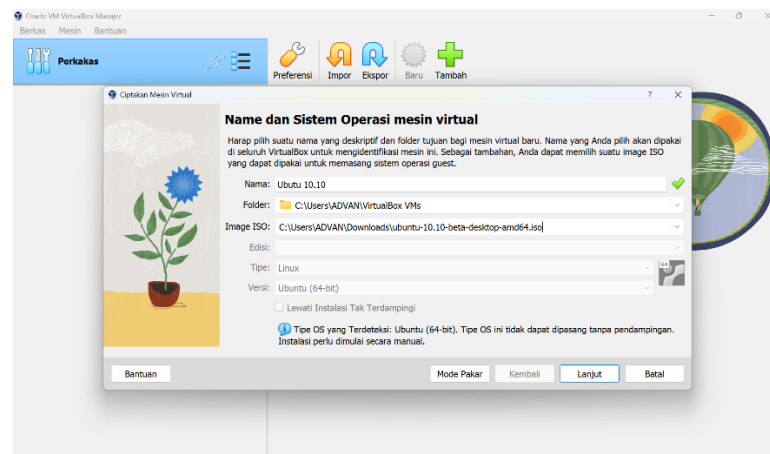 Oracle VM VirtualBox Manajer
Berkas Mesin Bantuan
Perkakas
Preferensi Impor Ekspor Baru Tambah
Ciptakan Mesin Virtual
Name dan Sistem Operasi mesin virtual
Harap pilih suatu nama yang deskriptif dan folder tujuan bagi mesin virtual baru. Nama yang Anda pilih akan dipakai
di seluruh VirtualBox untuk mengidentifikasi mesin ini. Sebagai tambahan, Anda dapat memilih suatu image ISO
yang dapat dipakai untuk memasang sistem operasi guest.
Nama: Ubutu 10.10
Folder: C:\Users\ADVAN\VirtualBox VMs
Image ISO: C:\Users\ADVAN\Downloads\ubuntu-10.10-beta-desktop-amd64.iso
Edisi:
Tipe: Linux
64
Versi: Ubuntu (64-bit)
Lewati Instalasi Tak Terdampingi
Tipe OS yang Terdeteksi: Ubuntu (64-bit). Tipe OS ini tidak dapat dipasang tanpa pendampingan.
Instalasi perlu dimulai secara manual.
Bantuan Mode Pakar Kembali Lanjut Batal